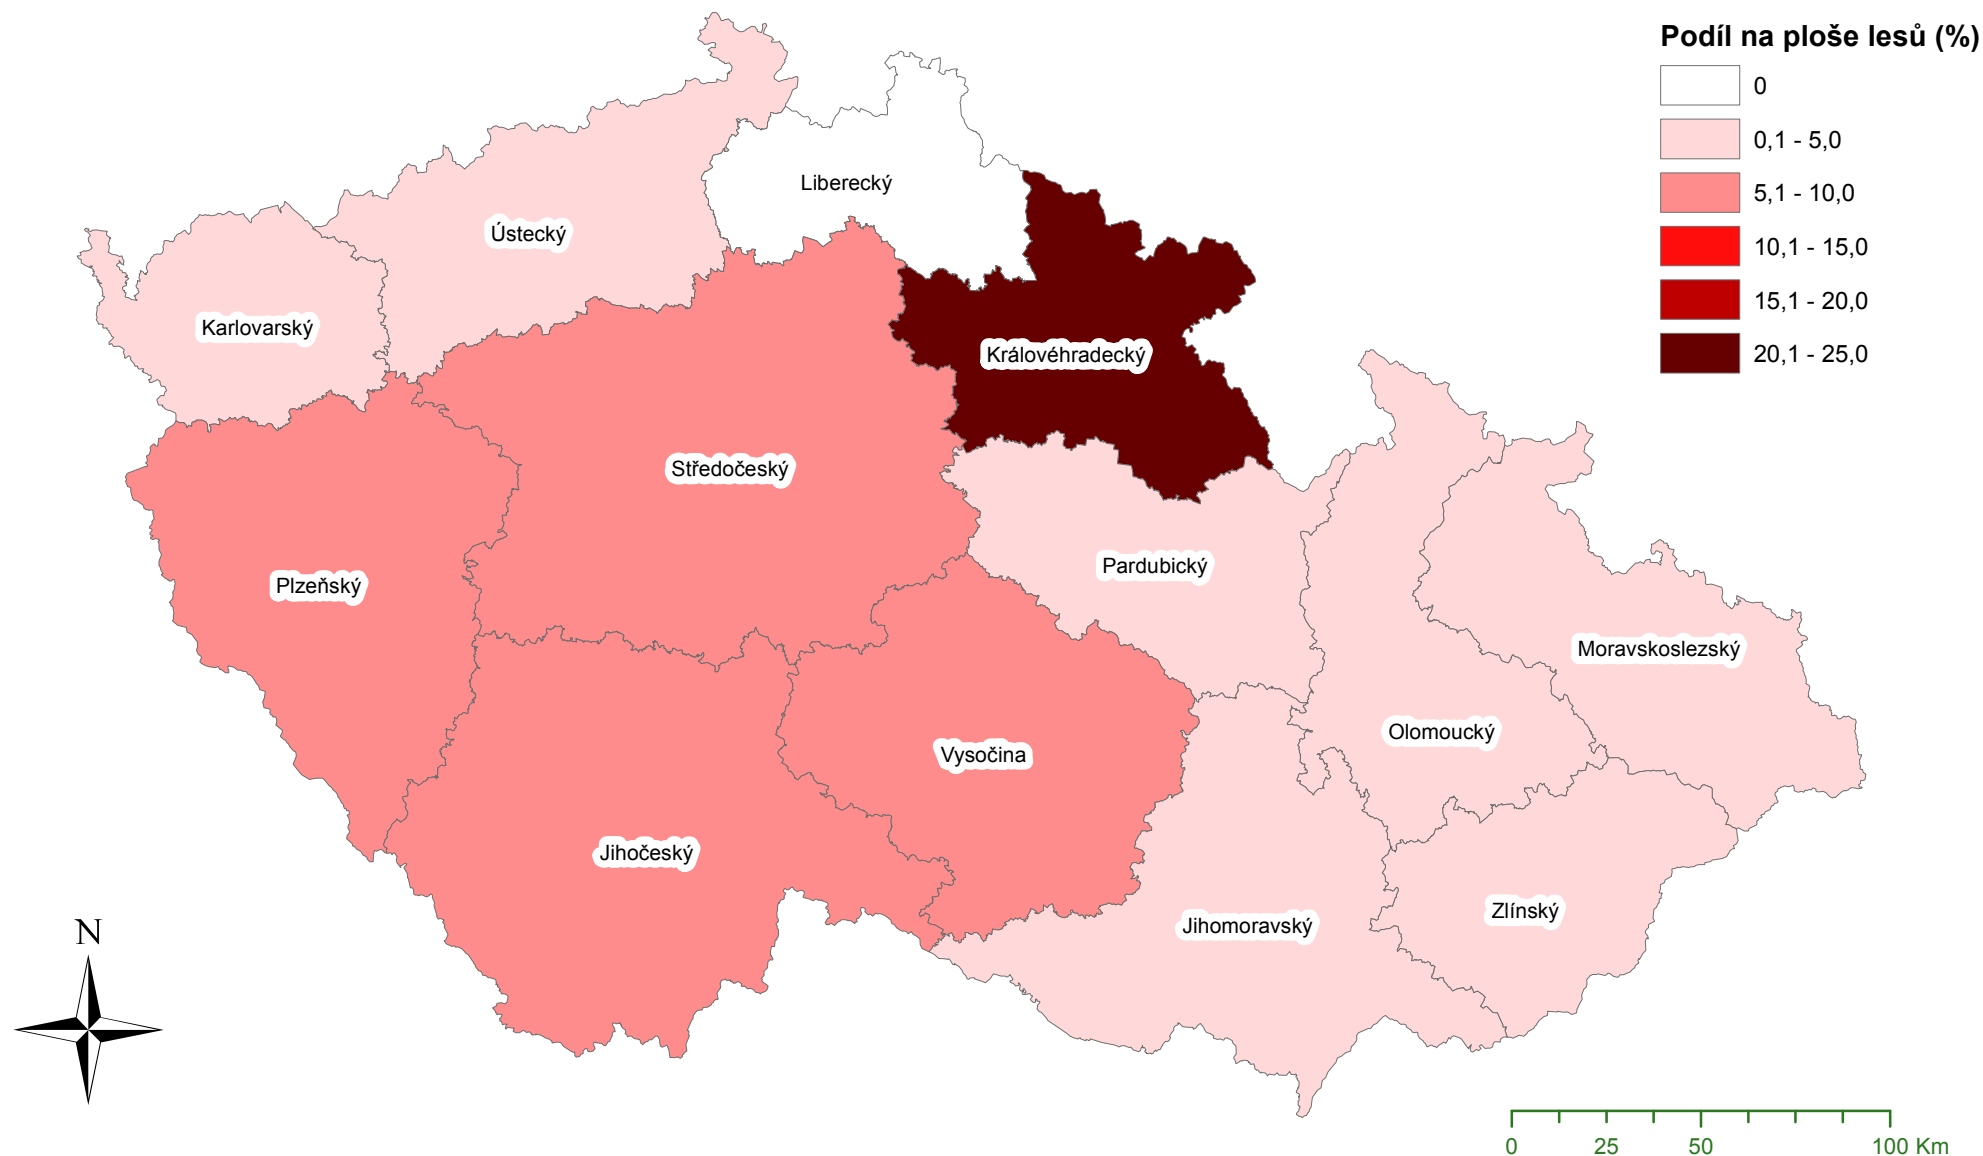 Podíl na ploše lesů (%)
0
0,1 - 5,0
5,1 - 10,0
10,1 - 15,0
15,1 - 20,0
20,1 - 25,0
Liberecký
Ústecký
Karlovarský
Královéhradecký
Středočeský
Pardubický
Plzeňský
Moravskoslezský
Olomoucký
Vysočina
Jihočeský
Zlínský
Jihomoravský
N
0 25 50 100 Km